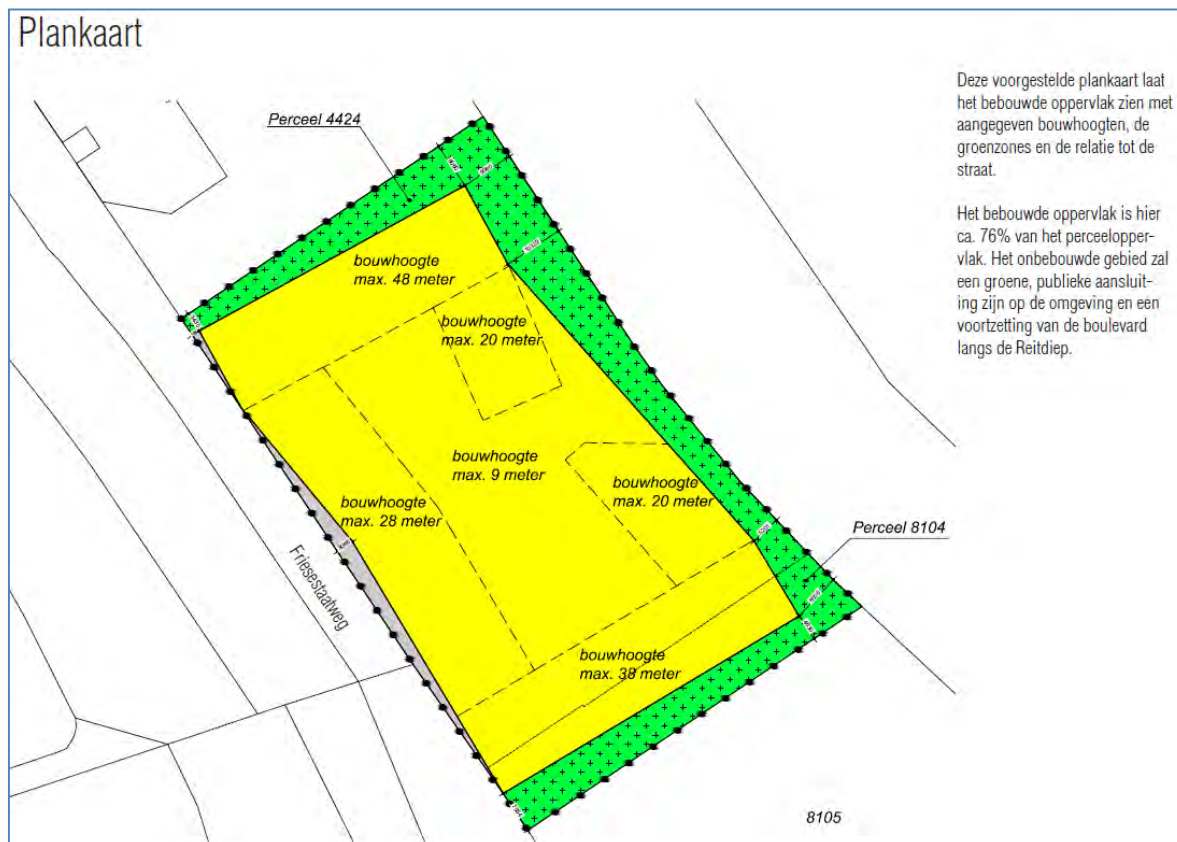 Plankaart
Deze voorgestelde plankaart laat
het bebouwde oppervlak zien met
aangegeven bouwhoogten, de
groenzones en de relatie tot de
straat.
Het bebouwde oppervlak is hier
ca. 76% van het perceelopper-
vlak. Het onbebouwde gebied zal
een groene, publieke aansluit-
ing zijn op de omgeving en een
voortzetting van de boulevard
langs de Reitdiep.
Perceel 4424
bouwhoogte
max. 48 meter
bouwhoogte
max. 20 meter
bouwhoogte
max. 9 meter
bouwhoogte
max. 20 meter
bouwhoogte
max. 28 meter
Perceel 8104
Friesestaatweg
bouwhoogte
max. 38 meter
8105